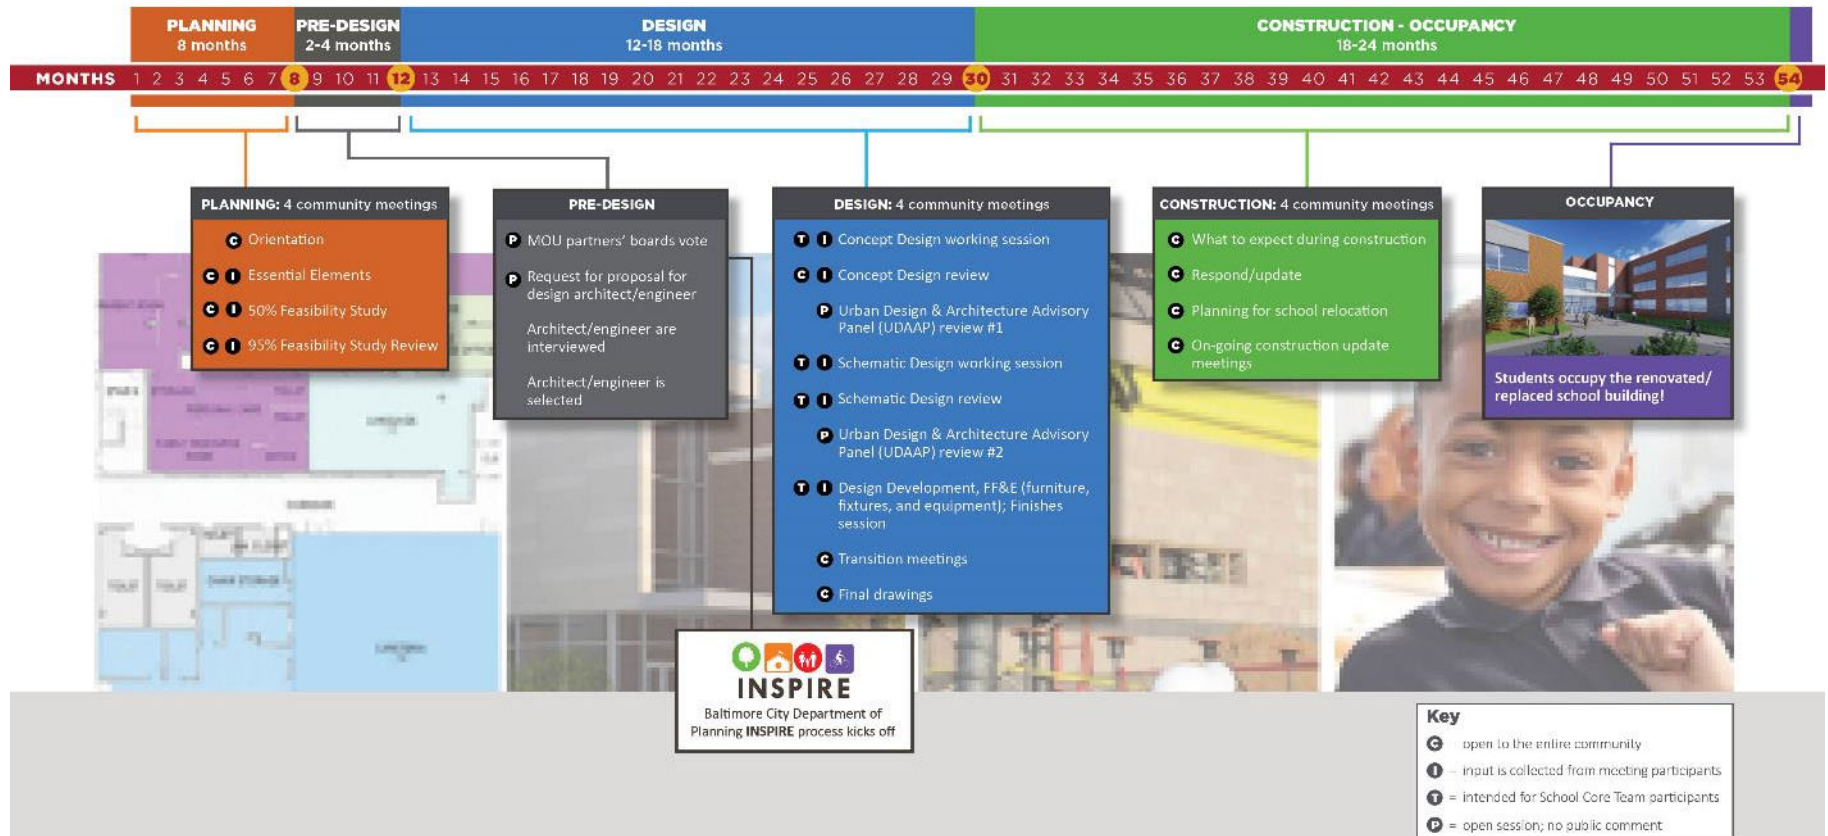 PLANNING
8 months
PRE-DESIGN
2-4 months
DESIGN
12-18 months
CONSTRUCTION - OCCUPANCY
18-24 months
MONTHS 1 2 3 4 5 6 7 8 9 10 11 12 13 14 15 16 17 18 19 20 21 22 23 24 25 26 27 28 29 30 31 32 33 34 35 36 37 38 39 40 41 42 43 44 45 46 47 48 49 50 51 52 53 54
PLANNING: 4 community meetings
C Orientation
C I Essential Elements
C I 50% Feasibility Study
C I 95% Feasibility Study Review
PRE-DESIGN
P MOU partners' boards vote
P Request for proposal for
design architect/engineer
Architect/engineer are
interviewed
Architect/engineer is
selected
DESIGN: 4 community meetings
T I Concept Design working session
C I Concept Design review
P Urban Design & Architecture Advisory
Panel (UDAAP) review #1
T I Schematic Design working session
T I Schematic Design review
P Urban Design & Architecture Advisory
Panel (UDAAP) review #2
T I Design Development, FF&E (furniture,
fixtures, and equipment); Finishes
session
C Transition meetings
C Final drawings
CONSTRUCTION: 4 community meetings
C What to expect during construction
C Respond/update
C Planning for school relocation
C On-going construction update
meetings
OCCUPANCY
Students occupy the renovated/
replaced school building!
INSPIRE
Baltimore City Department of
Planning INSPIRE process kicks off
Key
C open to the entire community
I – input is collected from meeting participants
T = intended for School Core Team participants
P = open session; no public comment